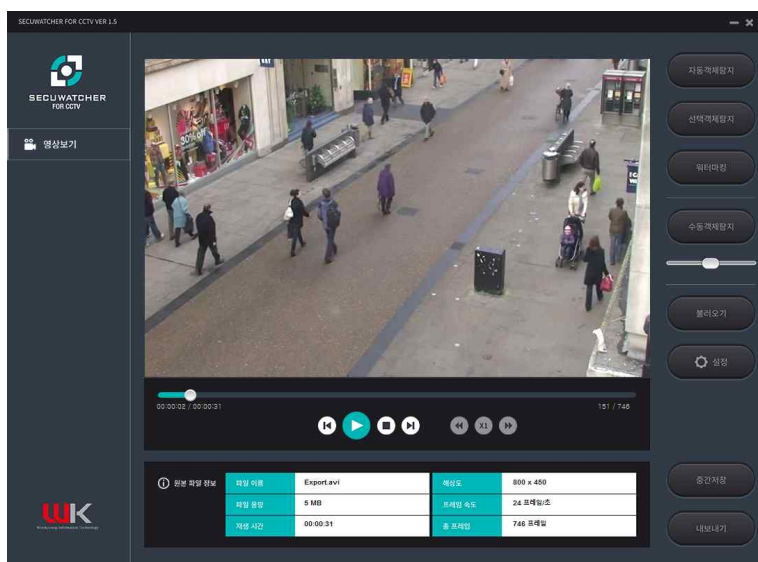 SECUWATCHER FOR CCTV VER 1.5
SECUWATCHER
FOR CCTV
영상보기
30% off
자동객체탐지
선택객체탐지
워터마킹
수동객체탐지
불러오기
설정
00:00:02 / 00:00:31
151 / 746
X1
원본 파일 정보
파일 이름
Export.avi
해상도
800 x 450
파일 용량
5 MB
프레임 속도
24 프레임/초
재생 시간
00:00:31
총 프레임
746 프레임
중간저장
내보내기
WK